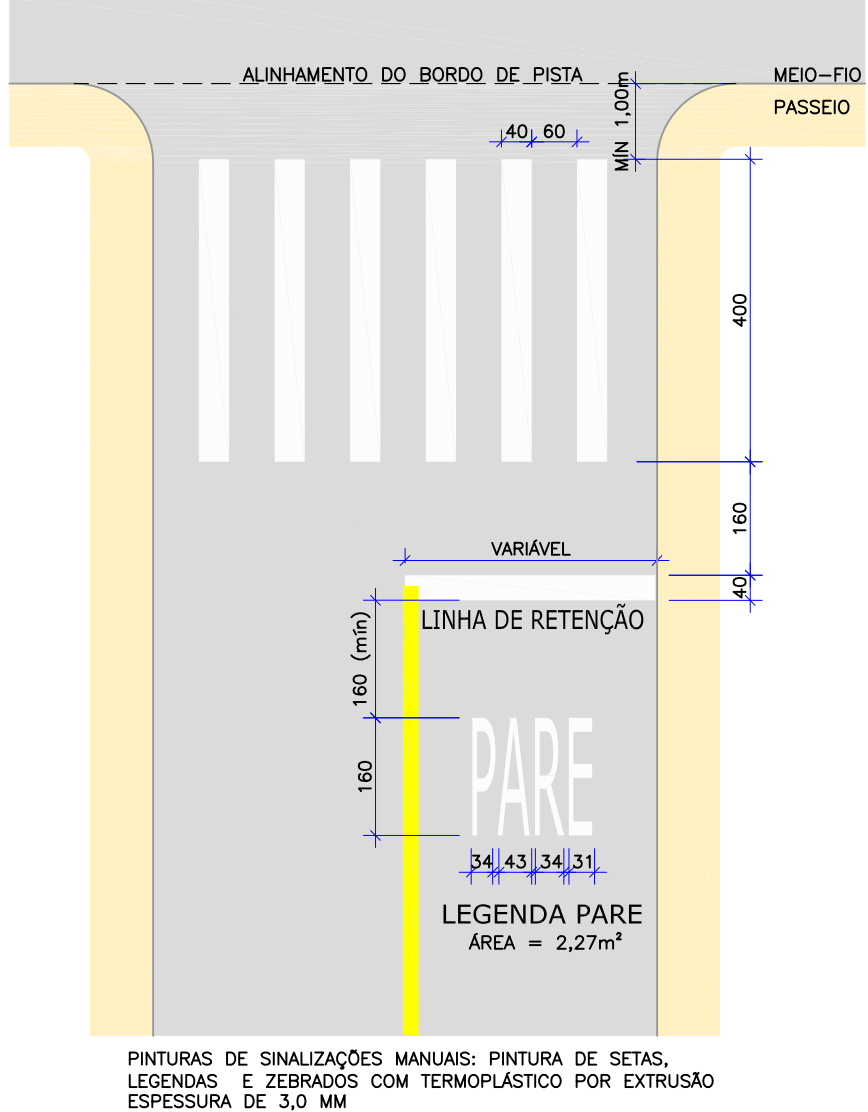 ALINHAMENTO DO BORDO DE PISTA
MEIO-FIO
PASSEIO
MÍN 1,00m
40 60
400
160
VARIÁVEL
40
LINHA DE RETENÇÃO
160 (mín)
PARE
160
34 43 34 31
LEGENDA PARE
ÁREA = 2,27m²
PINTURAS DE SINALIZAÇÕES MANUAIS: PINTURA DE SETAS,
LEGENDAS E ZEBRADOS COM TERMOPLÁSTICO POR EXTRUSÃO
ESPESSURA DE 3,0 MM